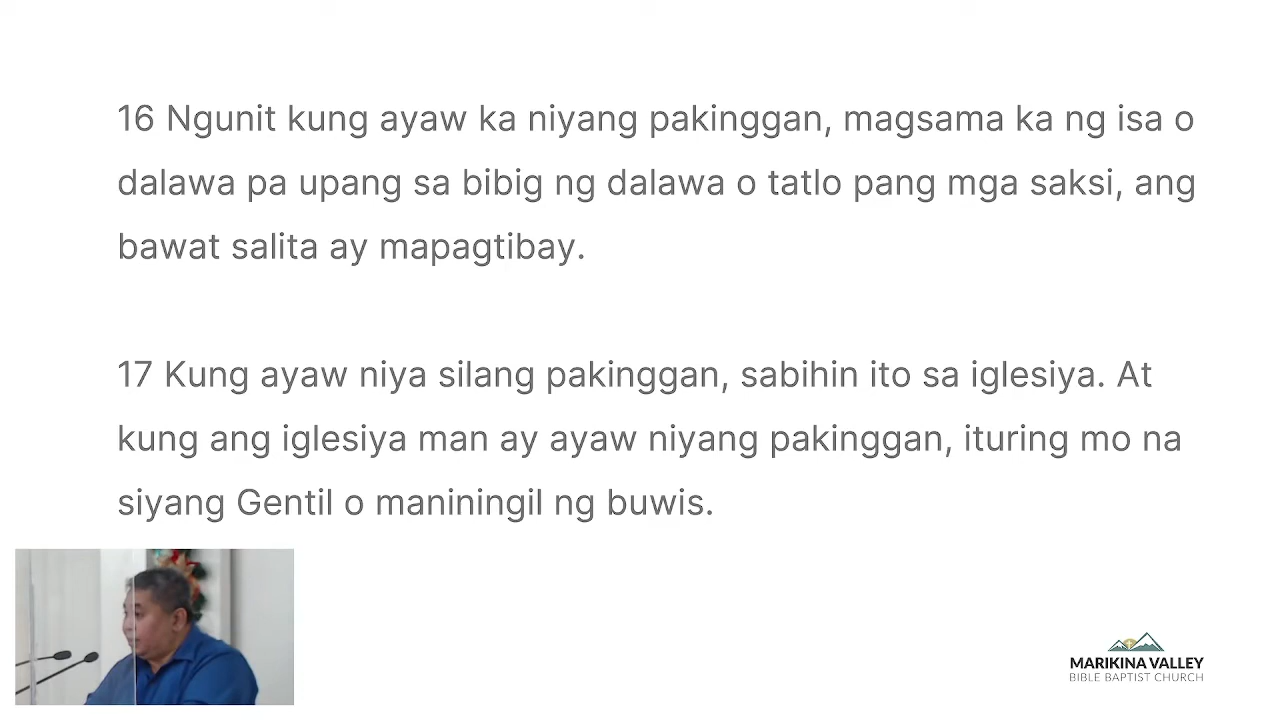 16 Ngunit kung ayaw ka niyang pakinggan, magsama ka ng isa o
dalawa pa upang sa bibig ng dalawa o tatlo pang mga saksi, ang
bawat salita ay mapagtibay.
17 Kung ayaw niya silang pakinggan, sabihin ito sa iglesiya. At
kung ang iglesiya man ay ayaw niyang pakinggan, ituring mo na
siyang Gentil o maniningil ng buwis.
MARIKINA VALLEY
BIBLE BAPTIST CHURCH